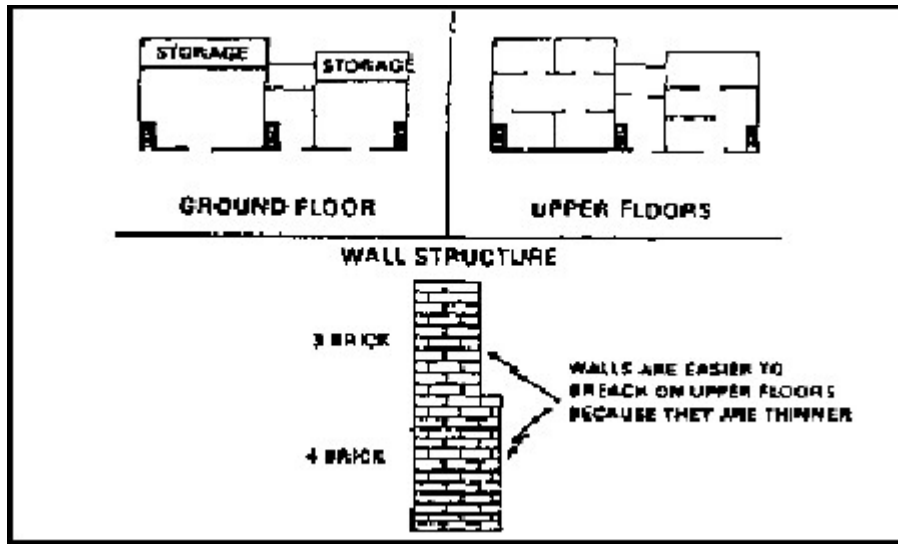 STORAGE
STORAGE
GROUND FLOOR
UPPER FLOORS
WALL STRUCTURE
3 BRICK
WALLS ARE EASIER TO
BREACH ON UPPER FLOORS
BECAUSE THEY ARE THINNER
4 BRICK